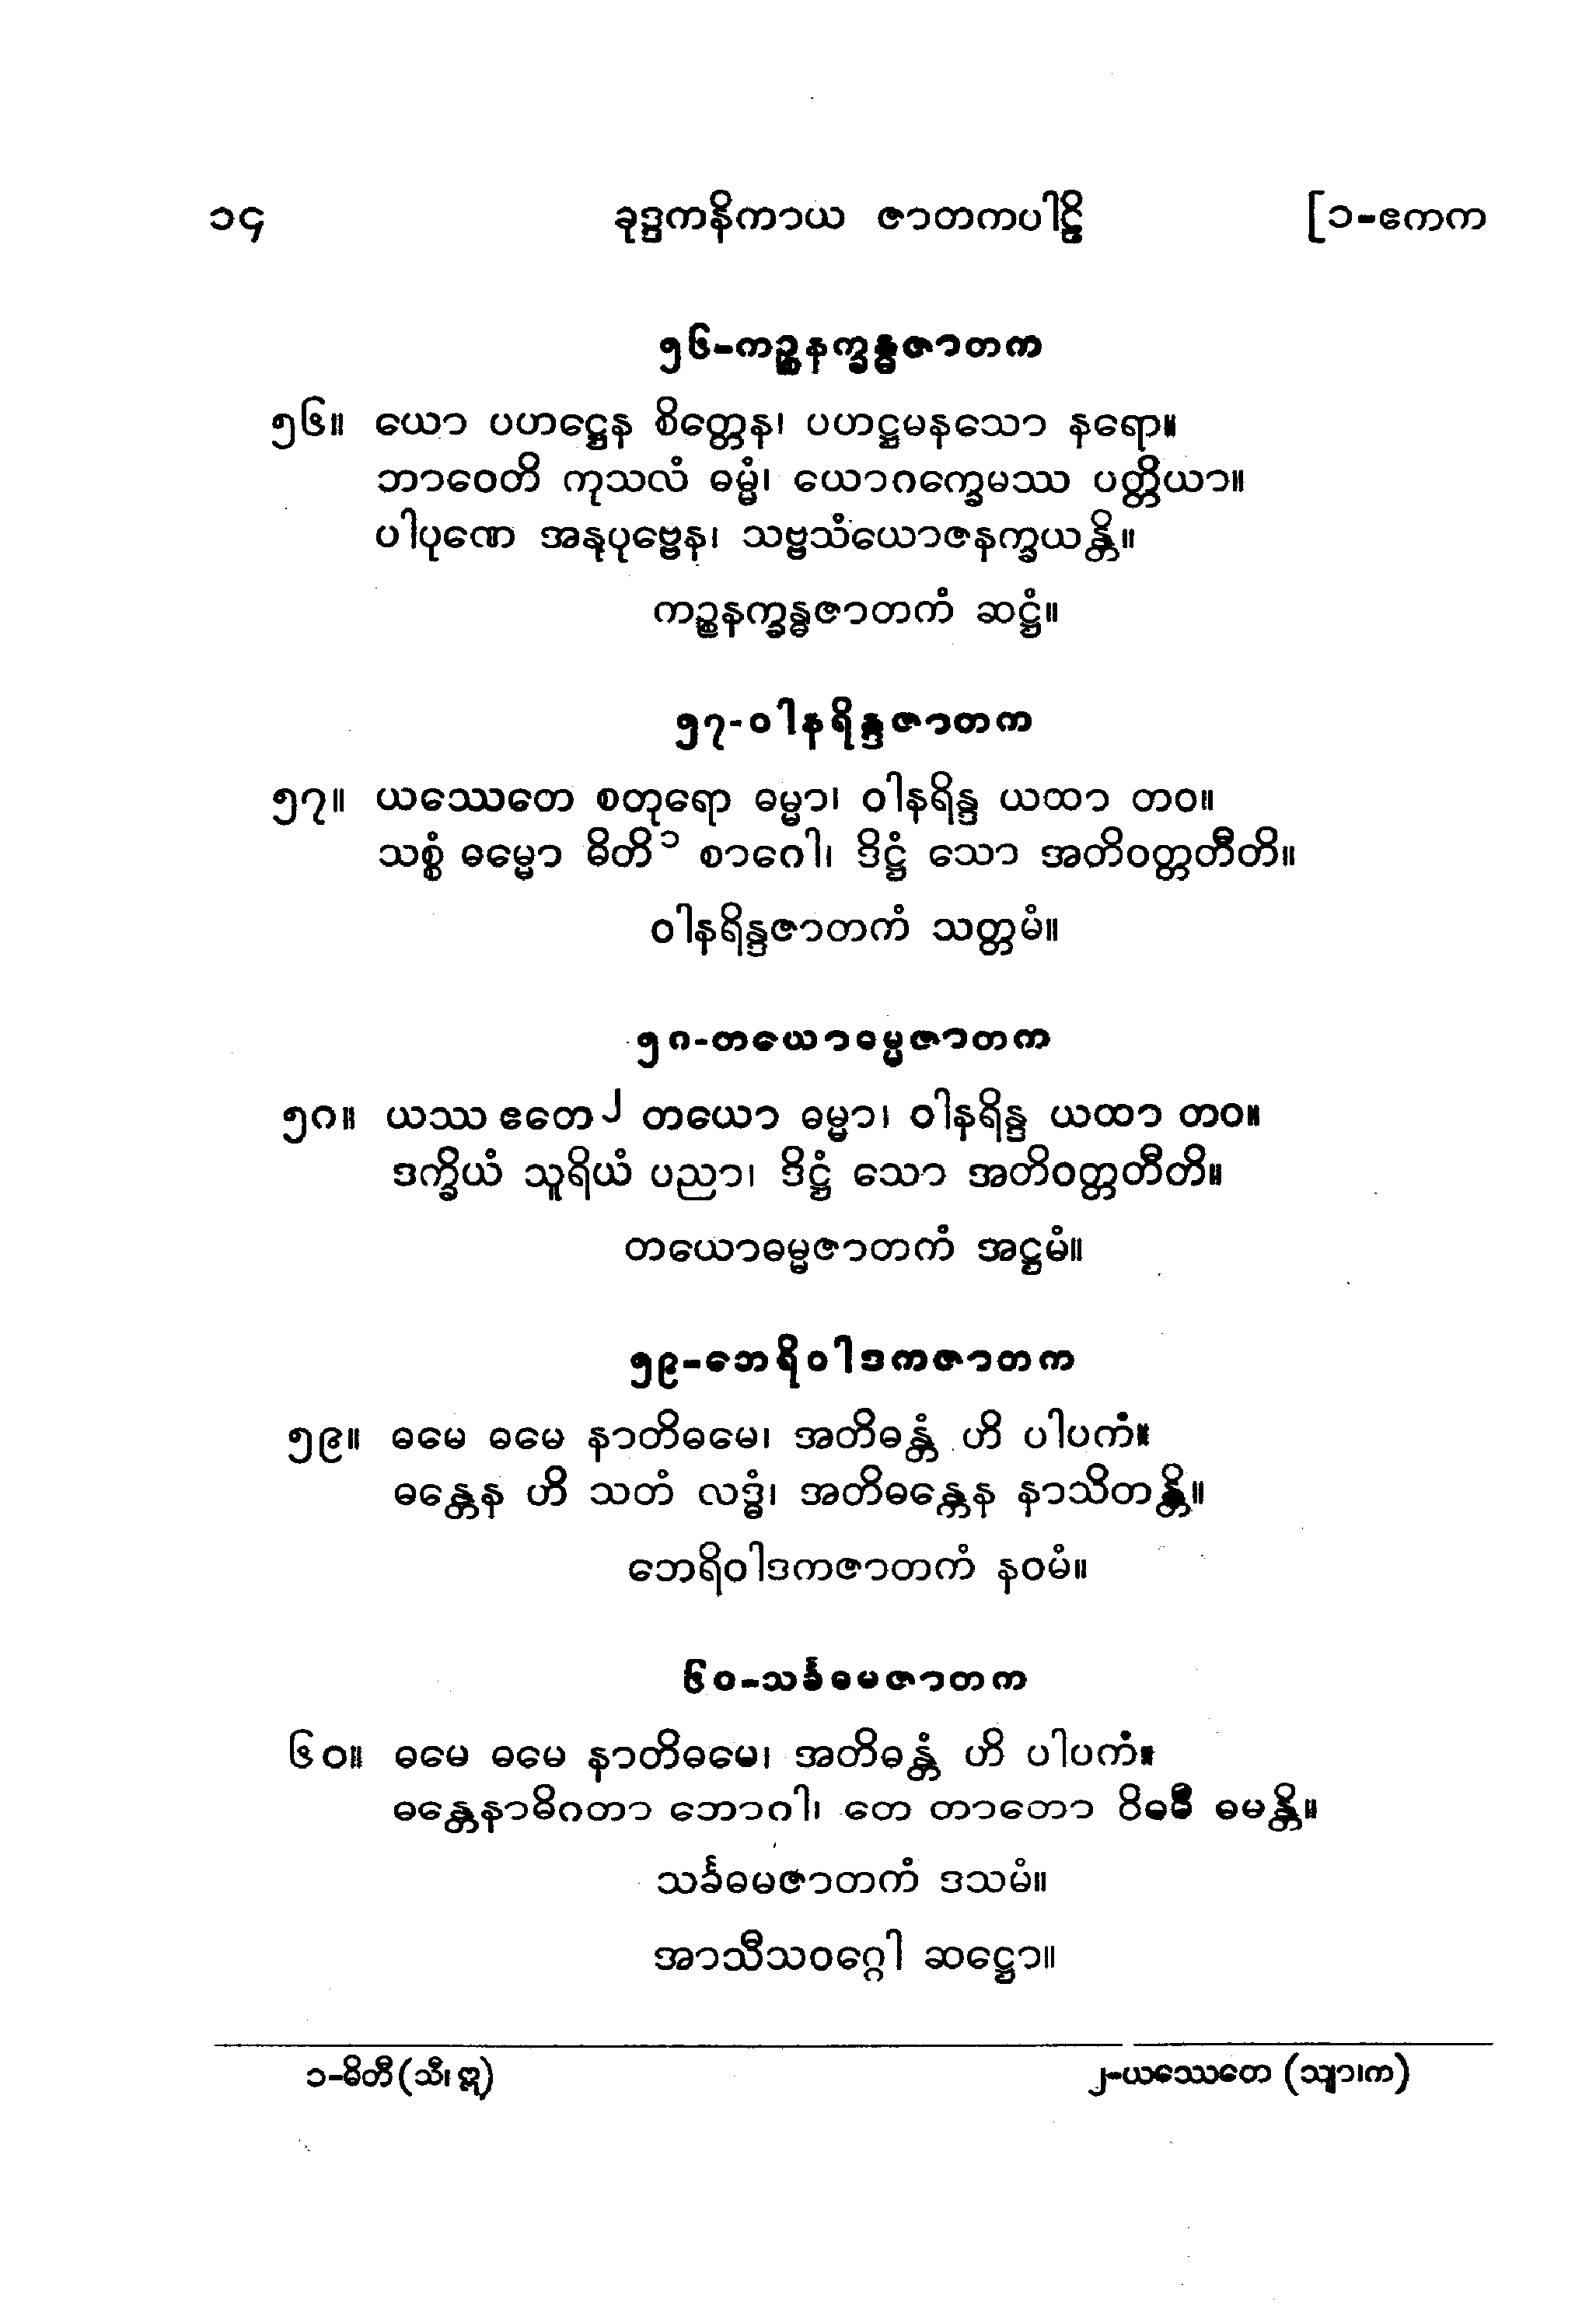 ၁၄ ခုဒ္ဒကနိကာယ ဇာတကပါဠိ [၁-ဧကက
၅၆-ကဉ္စနက္ခန္ဓဇာတက
၅၆။ ယော ပဟဋ္ဌေန စိတ္တေန၊ ပဟဋ္ဌမနသော နရော။
ဘာဝေတိ ကုသလံ ဓမ္မံ၊ ယောဂက္ခေမဿ ပတ္တိယာ။
ပါပုဏေ အနုပုဗ္ဗေန၊ သဗ္ဗသံယောဇနက္ခယန္တိ။
ကဉ္စနက္ခန္ဓဇာတကံ ဆဋ္ဌံ။
၅၇-ဝါနရိန္ဒဇာတက
၅၇။ ယဿေတေ စတုရော ဓမ္မာ၊ ဝါနရိန္ဒ ယထာ တဝ။
သစ္စံ ဓမ္မော ဓိတိ ၁ စာဂေါ၊ ဒိဋ္ဌံ သော အတိဝတ္တတီတိ။
ဝါနရိန္ဒဇာတကံ သတ္တမံ။
၅၈-တယောဓမ္မဇာတက
၅၈။ ယဿ ဧတေ ၂ တယော ဓမ္မာ၊ ဝါနရိန္ဒ ယထာ တဝ။
ဒက္ခိယံ သူရိယံ ပညာ၊ ဒိဋ္ဌံ သော အတိဝတ္တတီတိ။
တယောဓမ္မဇာတကံ အဋ္ဌမံ။
၅၉-ဘေရိဝါဒကဇာတက
၅၉။ ဓမေ ဓမေ နာတိဓမေ၊ အတိဓန္တံ ဟိ ပါပကံ။
ဓန္တေန ဟိ သတံ လဒ္ဓံ၊ အတိဓန္တေန နာသိတန္တိ။
ဘေရိဝါဒကဇာတကံ နဝမံ။
၆၀-သင်္ခဓမဇာတက
၆၀။ ဓမေ ဓမေ နာတိဓမေ၊ အတိဓန္တံ ဟိ ပါပကံ။
ဓန္တေနာဓိဂတာ ဘောဂါ၊ တေ တာတော ဝိဓမီ ဓမန္တိ။
သင်္ခဓမဇာတကံ ဒသမံ။
အာသီသဝဂ္ဂေါ ဆဋ္ဌော။
၁-ဓိတီ (သီ၊ ဣ) ၂-ယဿေတေ (သျာ၊က)